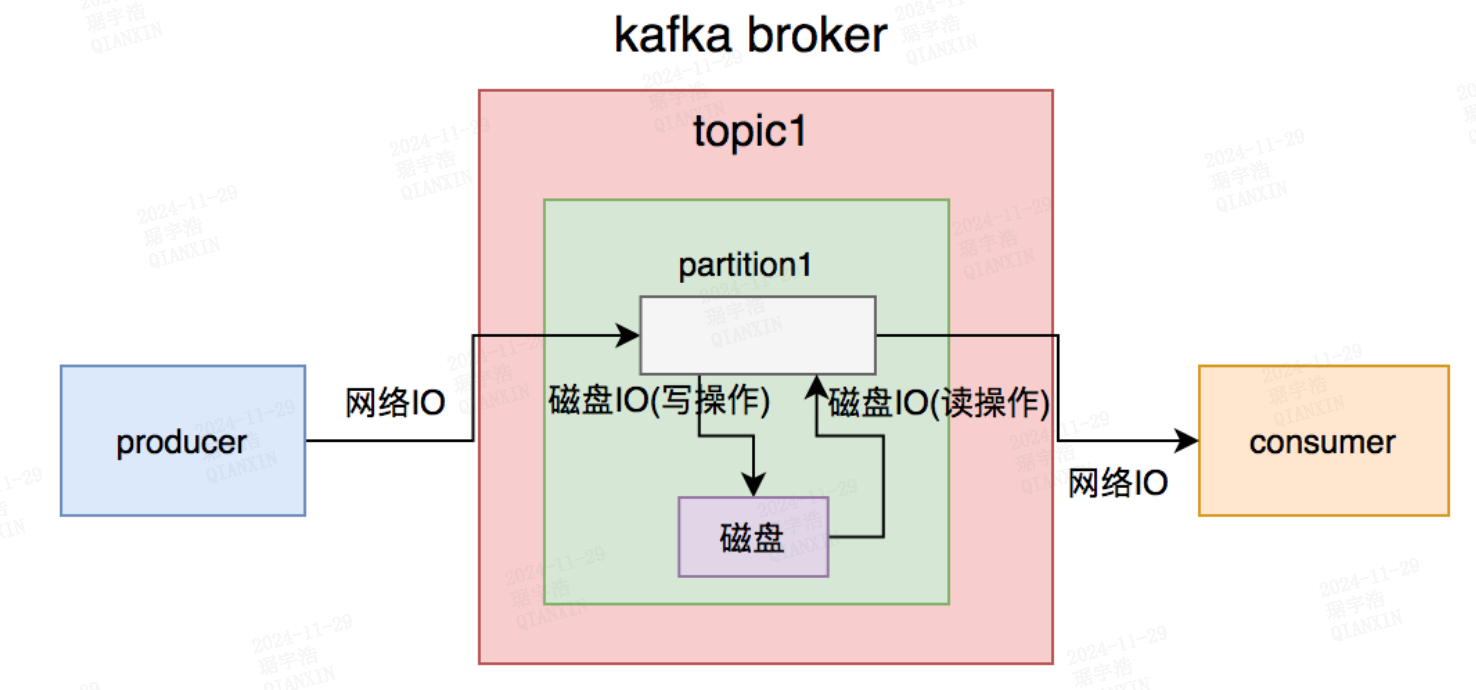 kafka broker
topic1
partition1
网络IO
磁盘IO(写操作)
磁盘IO(读操作)
producer
consumer
网络IO
磁盘
2024-11-29
琚宇浩
QIANXIN